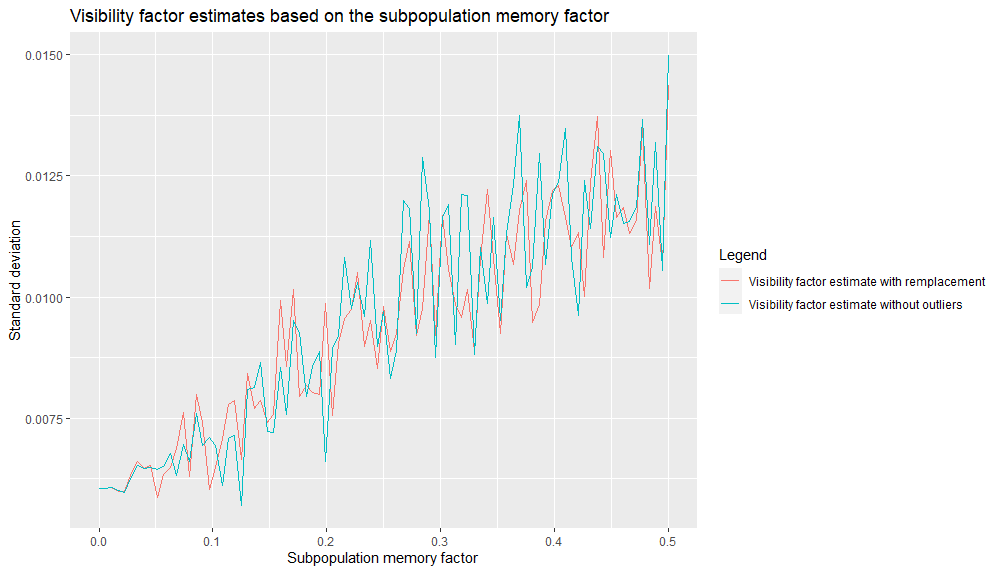 Visibility factor estimates based on the subpopulation memory factor
0.0150
0.0125
0.0100
0.0075
Standard deviation
0.0
0.1
0.2
0.3
0.4
0.5
Subpopulation memory factor
Legend
Visibility factor estimate with remplacement
Visibility factor estimate without outliers